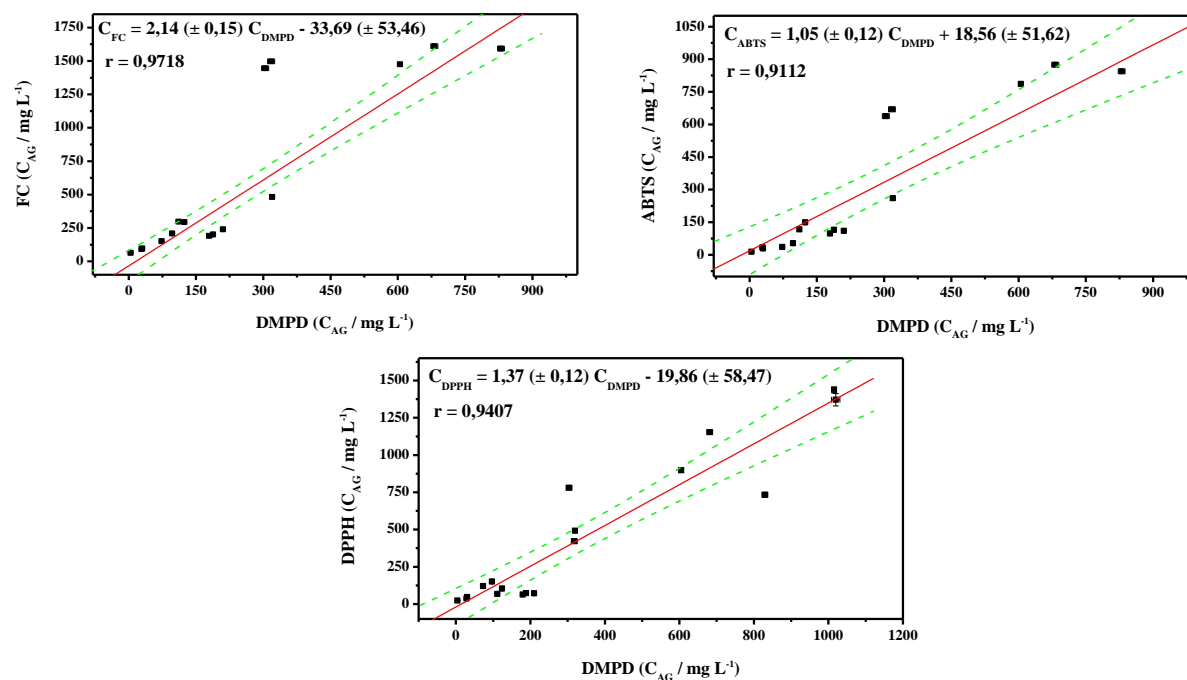 C_FC = 2,14 (± 0,15) C_DMPD - 33,69 (± 53,46)
r = 0,9718
FC (C_AG / mg L⁻¹)
1750
1500
1250
1000
750
500
250
0
0 150 300 450 600 750 900
DMPD (C_AG / mg L⁻¹)
C_ABTS = 1,05 (± 0,12) C_DMPD + 18,56 (± 51,62)
r = 0,9112
ABTS (C_AG / mg L⁻¹)
1050
900
750
600
450
300
150
0
0 150 300 450 600 750 900
DMPD (C_AG / mg L⁻¹)
C_DPPH = 1,37 (± 0,12) C_DMPD - 19,86 (± 58,47)
r = 0,9407
DPPH (C_AG / mg L⁻¹)
1500
1250
1000
750
500
250
0
0 200 400 600 800 1000 1200
DMPD (C_AG / mg L⁻¹)